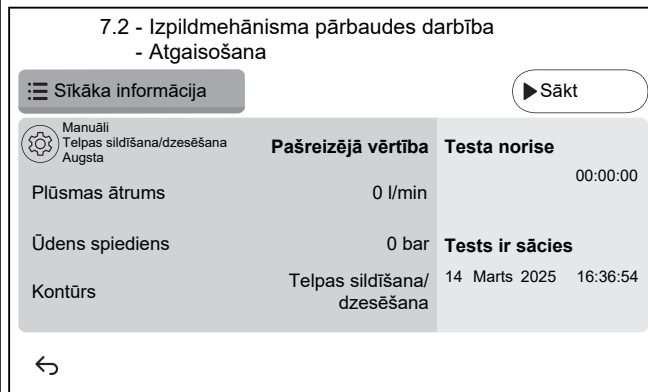 7.2 - Izpildmehānisma pārbaudes darbība
- Atgaisošana
Sīkāka informācija
Sākt
Manuāli
Telpas sildīšana/dzesēšana
Augsta
Pašreizējā vērtība
Testa norise
00:00:00
Plūsmas ātrums
0 l/min
Ūdens spiediens
0 bar
Tests ir sācies
14 Marts 2025 16:36:54
Kontūrs
Telpas sildīšana/
dzesēšana